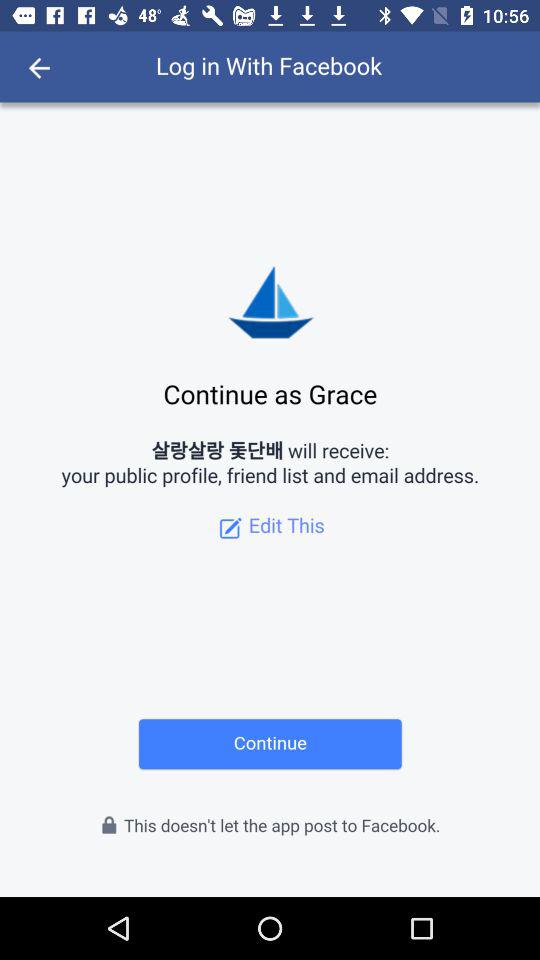 48° 10:56
Log in With Facebook
Continue as Grace
살랑살랑 돛단배 will receive:
your public profile, friend list and email address.
Edit This
Continue
This doesn't let the app post to Facebook.